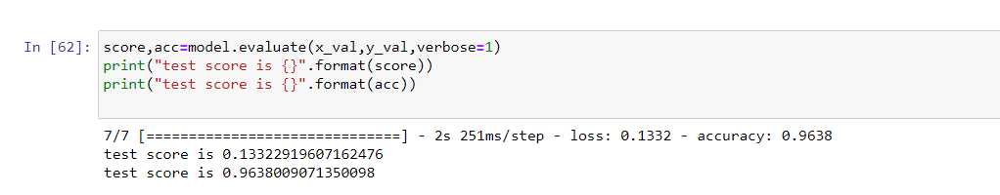 In [62]: score,acc=model.evaluate(x_val,y_val,verbose=1)
print("test score is {}".format(score))
print("test score is {}".format(acc))
7/7 [==============================] - 2s 251ms/step - loss: 0.1332 - accuracy: 0.9638
test score is 0.13322919607162476
test score is 0.9638009071350098